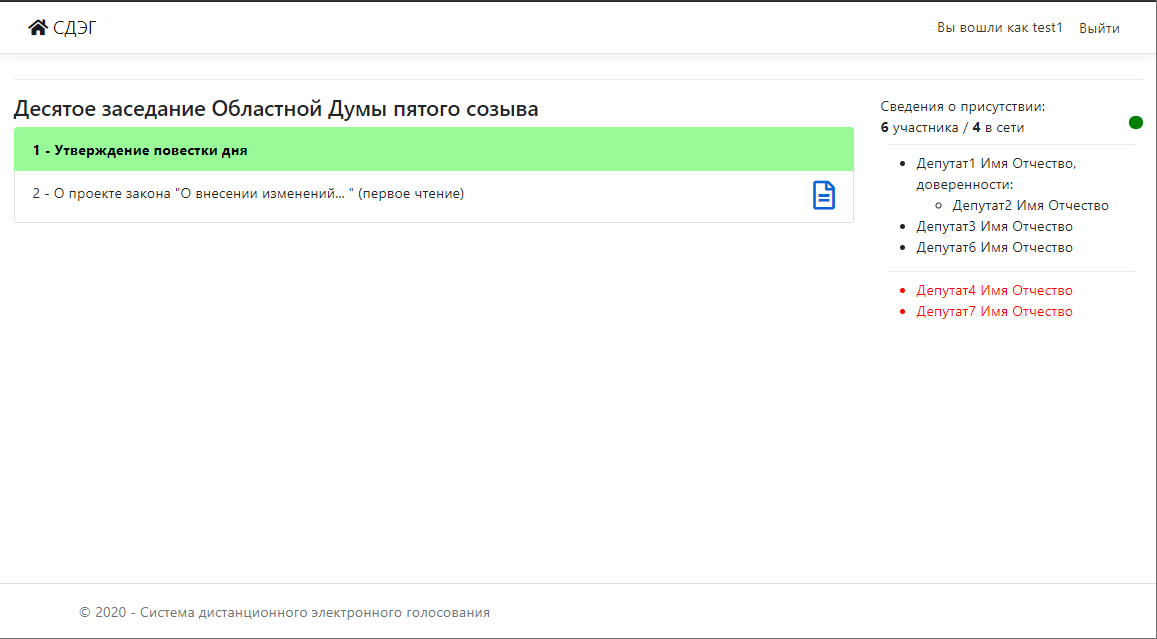 СДЭГ
Вы вошли как test1 Выйти
Десятое заседание Областной Думы пятого созыва
1 - Утверждение повестки дня
2 - О проекте закона "О внесении изменений... " (первое чтение)
Сведения о присутствии:
6 участника / 4 в сети
Депутат1 Имя Отчество,
доверенности:
Депутат2 Имя Отчество
Депутат3 Имя Отчество
Депутат6 Имя Отчество
Депутат4 Имя Отчество
Депутат7 Имя Отчество
© 2020 - Система дистанционного электронного голосования